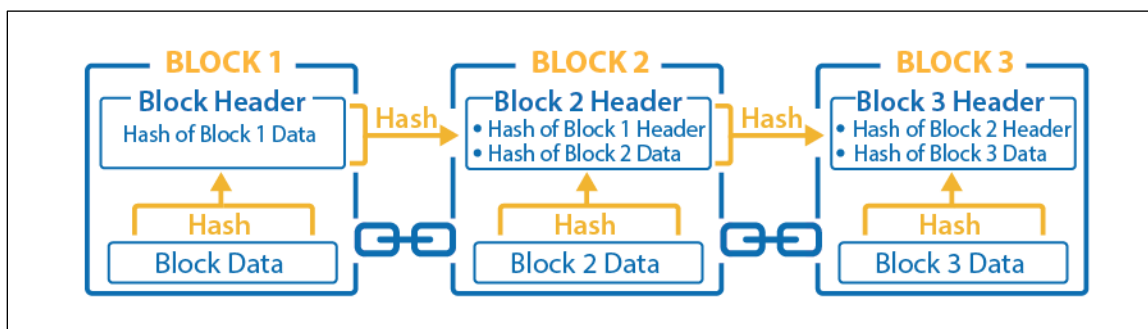 BLOCK 1
Block Header
Hash of Block 1 Data
Hash
Hash
Block Data
BLOCK 2
Block 2 Header
• Hash of Block 1 Header
• Hash of Block 2 Data
Hash
Hash
Block 2 Data
BLOCK 3
Block 3 Header
• Hash of Block 2 Header
• Hash of Block 3 Data
Hash
Block 3 Data